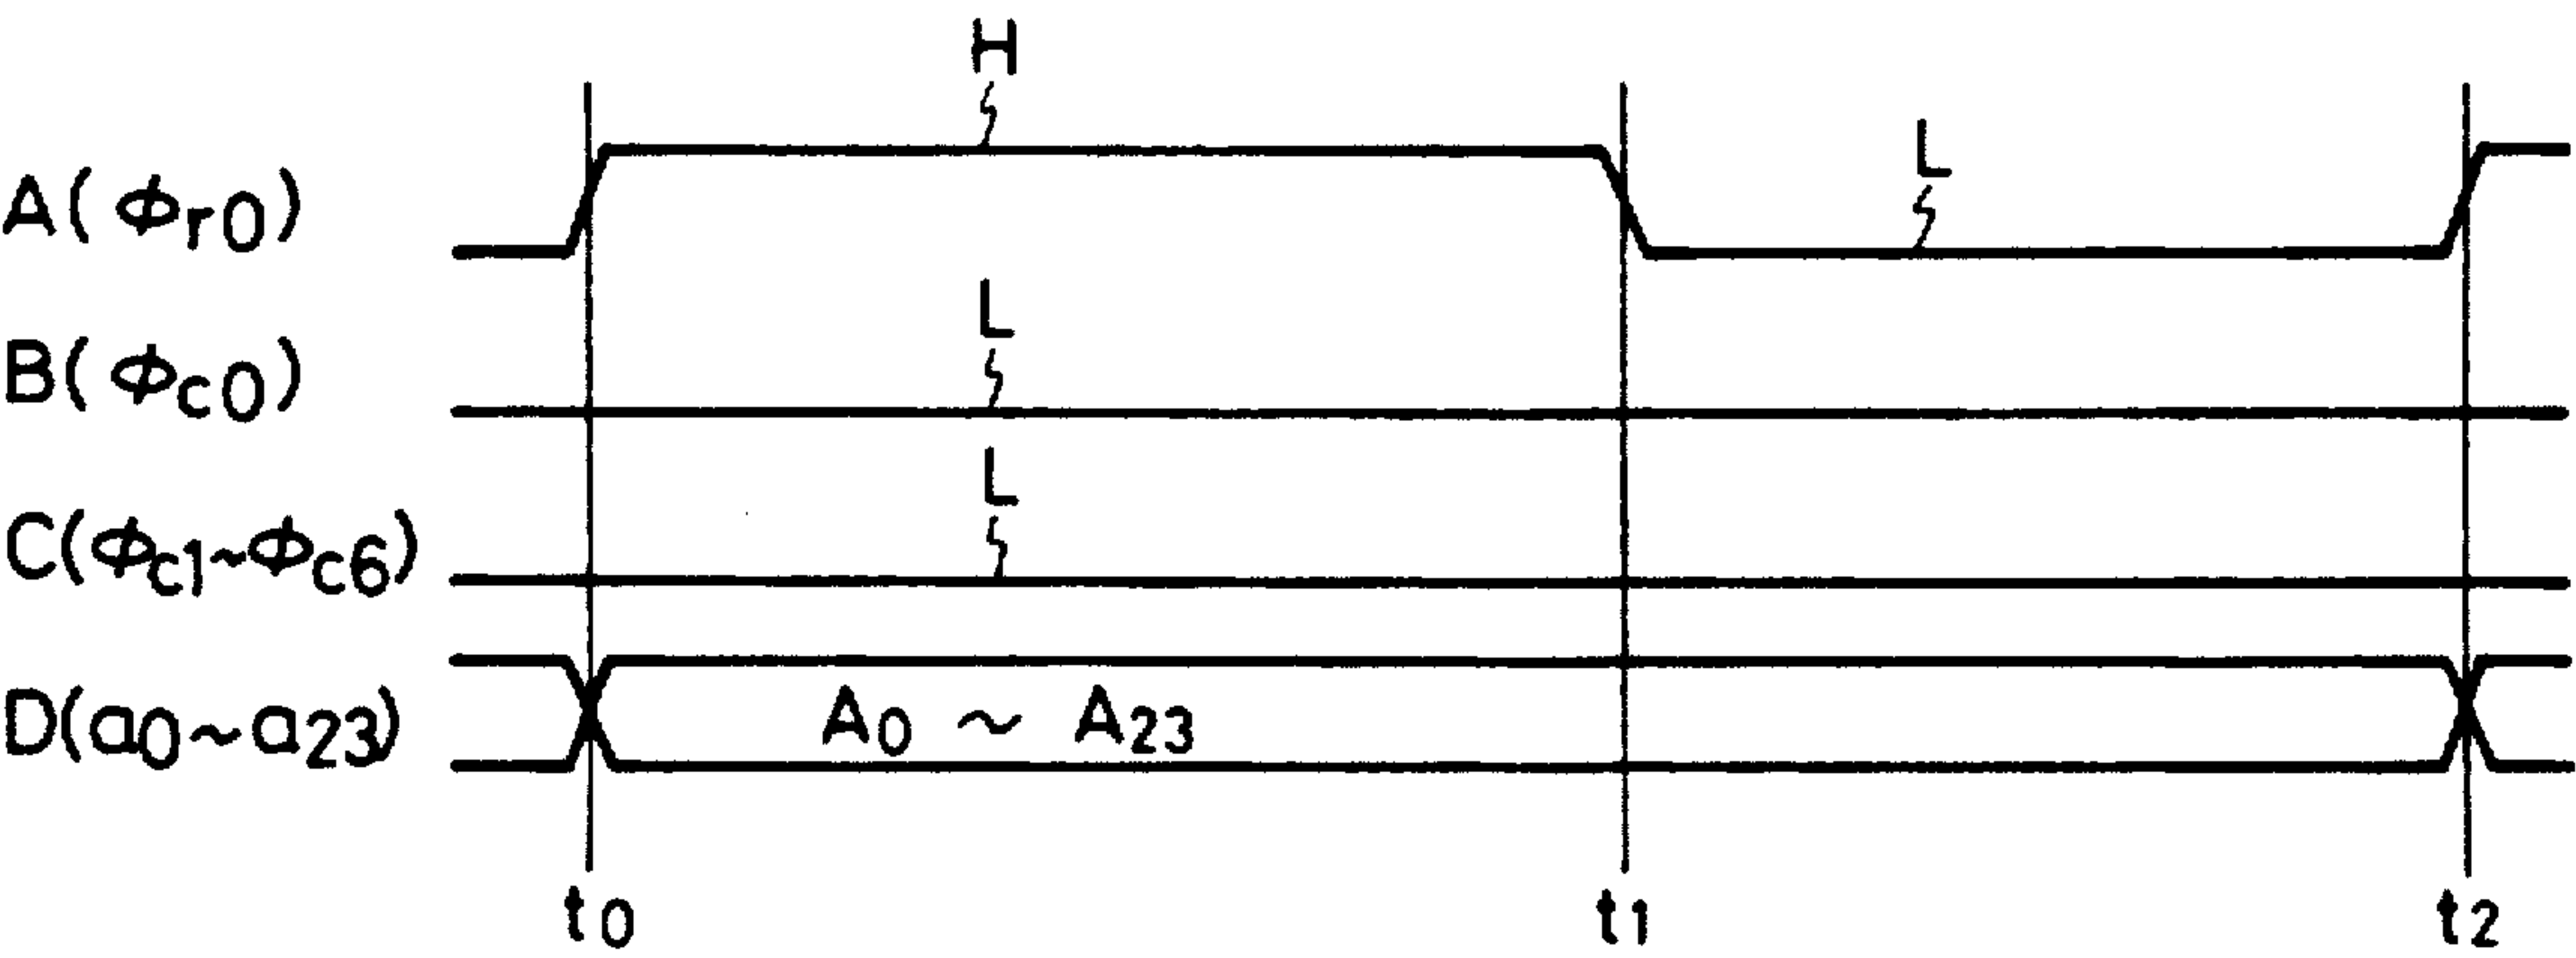 H
A(ϕr0) L
L
B(ϕc0)
L
C(ϕc1~ϕc6)
D(a0~a23) A0 ~ A23
t0 t1 t2